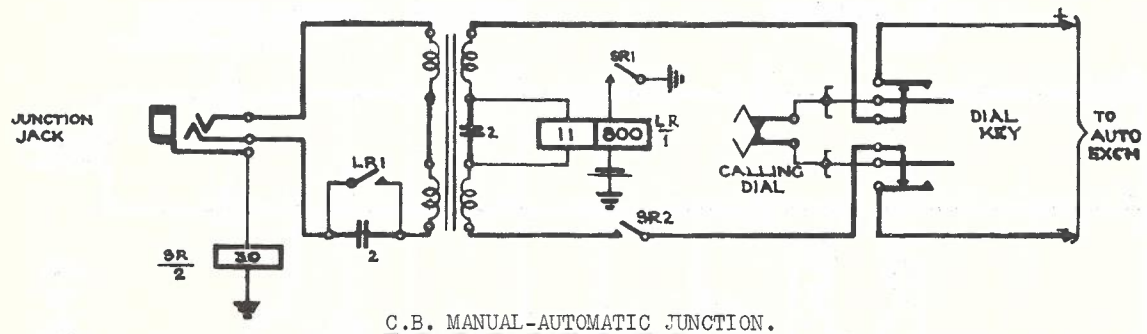 JUNCTION
JACK
SR
2
30
LR1
2
2
11
800
LR
1
SR1
SR2
CALLING
DIAL
DIAL
KEY
+
-
TO
AUTO
EXCH
C.B. MANUAL-AUTOMATIC JUNCTION.